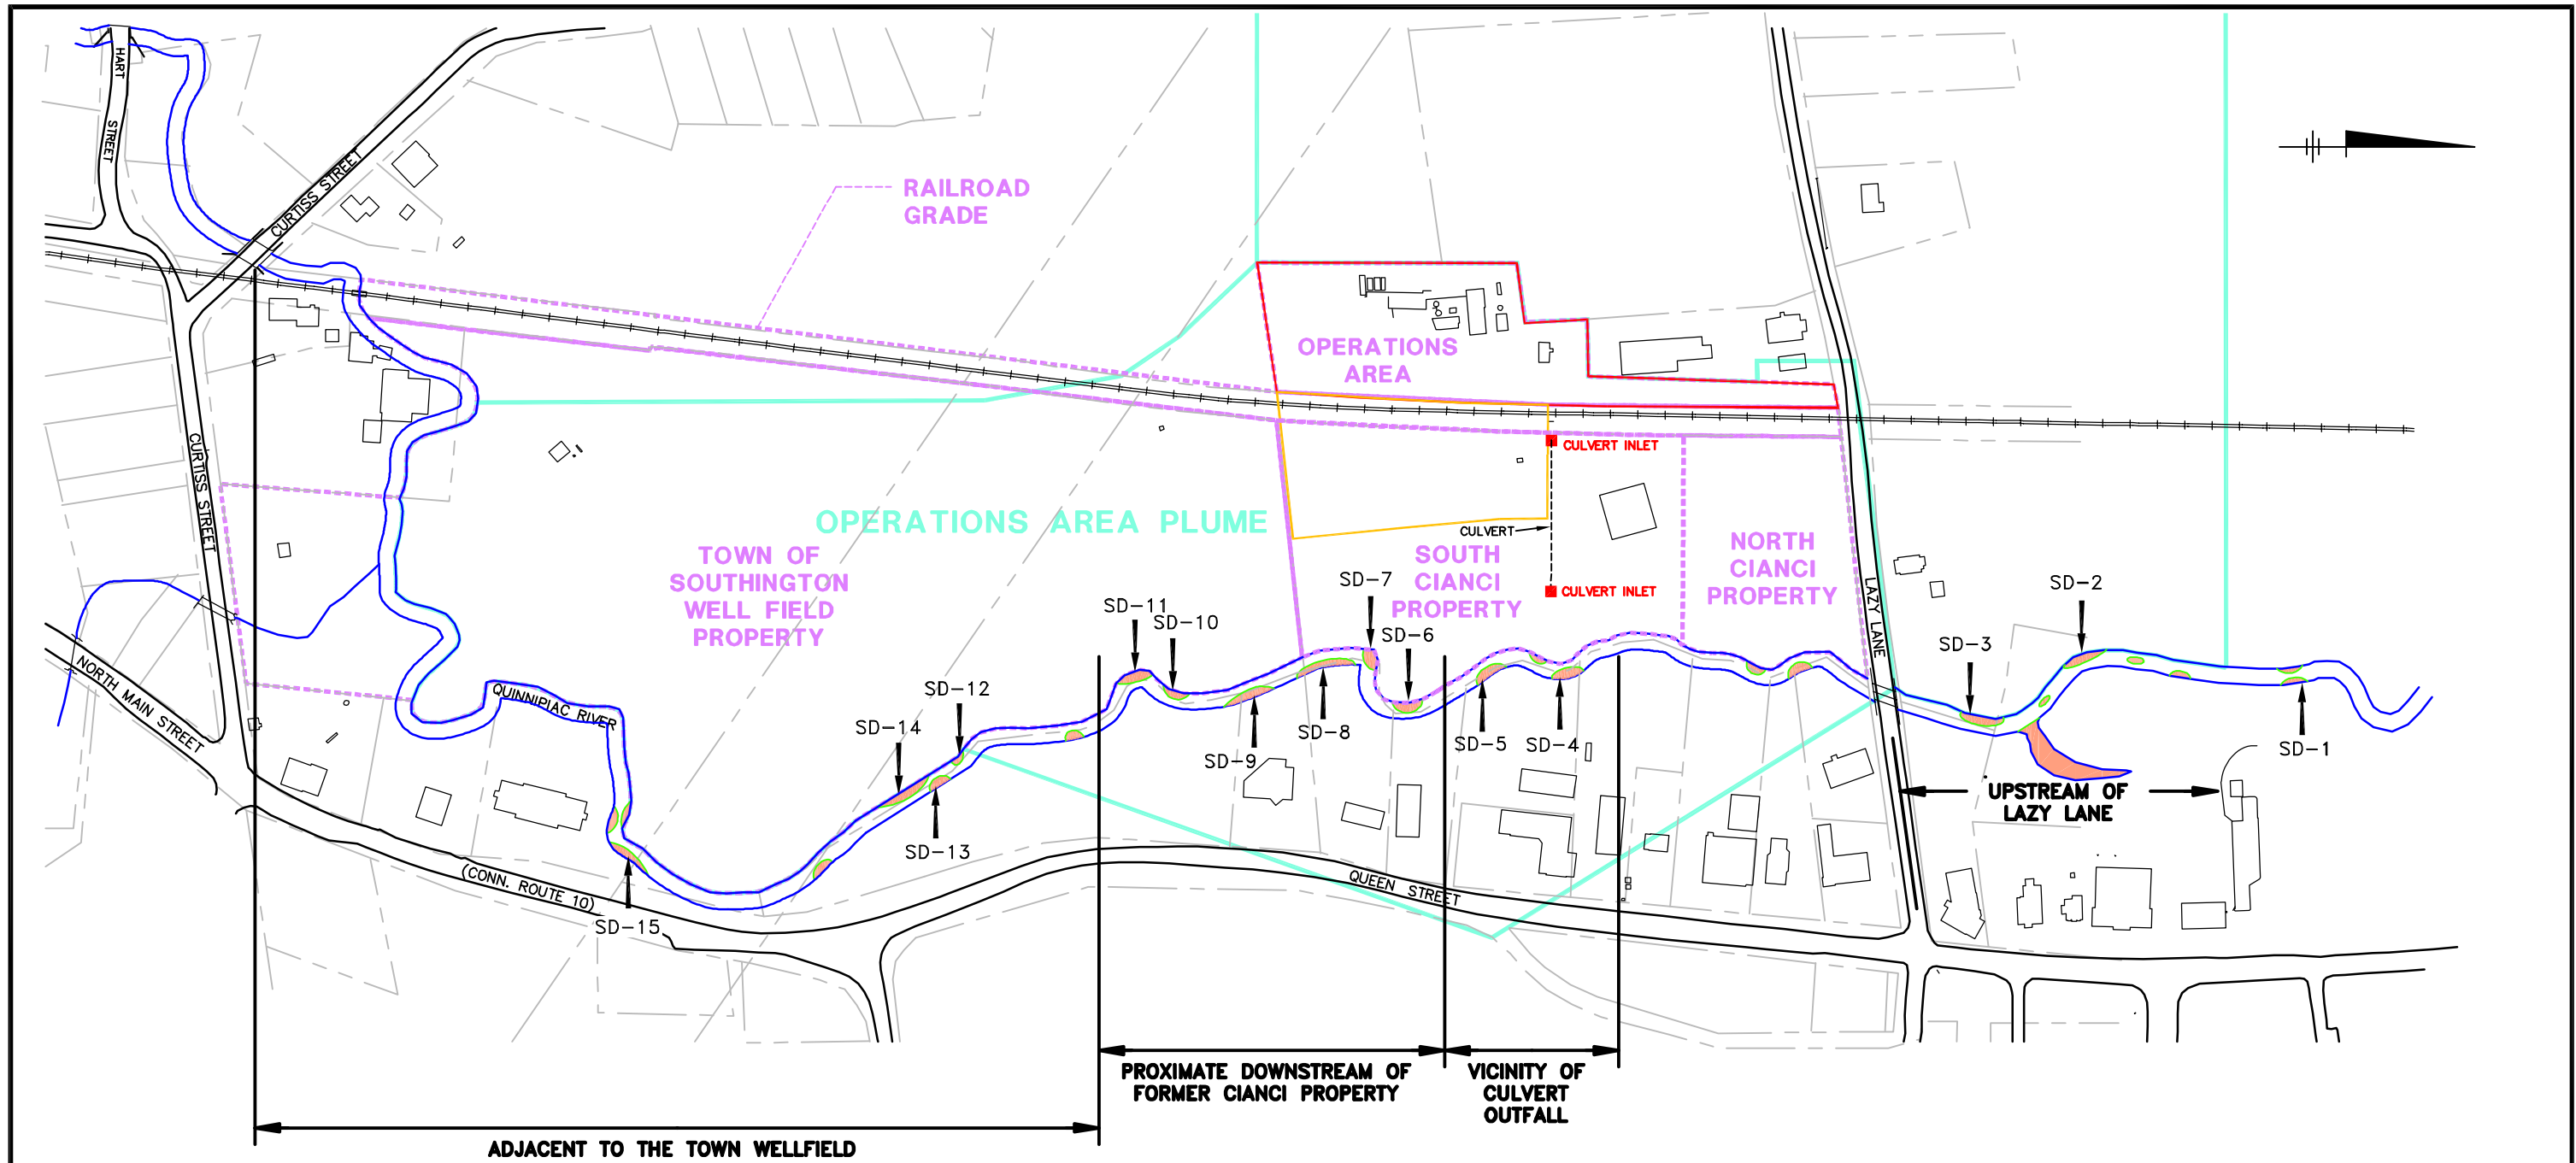 HART
STREET
CURTISS STREET
RAILROAD
GRADE
OPERATIONS
AREA
CULVERT INLET
CURTISS STREET
OPERATIONS AREA PLUME
CULVERT
TOWN OF
SOUTHINGTON
WELL FIELD
PROPERTY
SOUTH
CIANCI
PROPERTY
NORTH
CIANCI
PROPERTY
CULVERT INLET
LAZY LANE
SD-7
SD-2
SD-11
SD-10
SD-6
SD-3
NORTH MAIN STREET
QUINNIPIAC RIVER
SD-12
SD-14
SD-9
SD-8
SD-5
SD-4
SD-1
UPSTREAM OF
LAZY LANE
SD-13
(CONN. ROUTE 10)
QUEEN STREET
SD-15
PROXIMATE DOWNSTREAM OF
FORMER CIANCI PROPERTY
VICINITY OF
CULVERT
OUTFALL
ADJACENT TO THE TOWN WELLFIELD